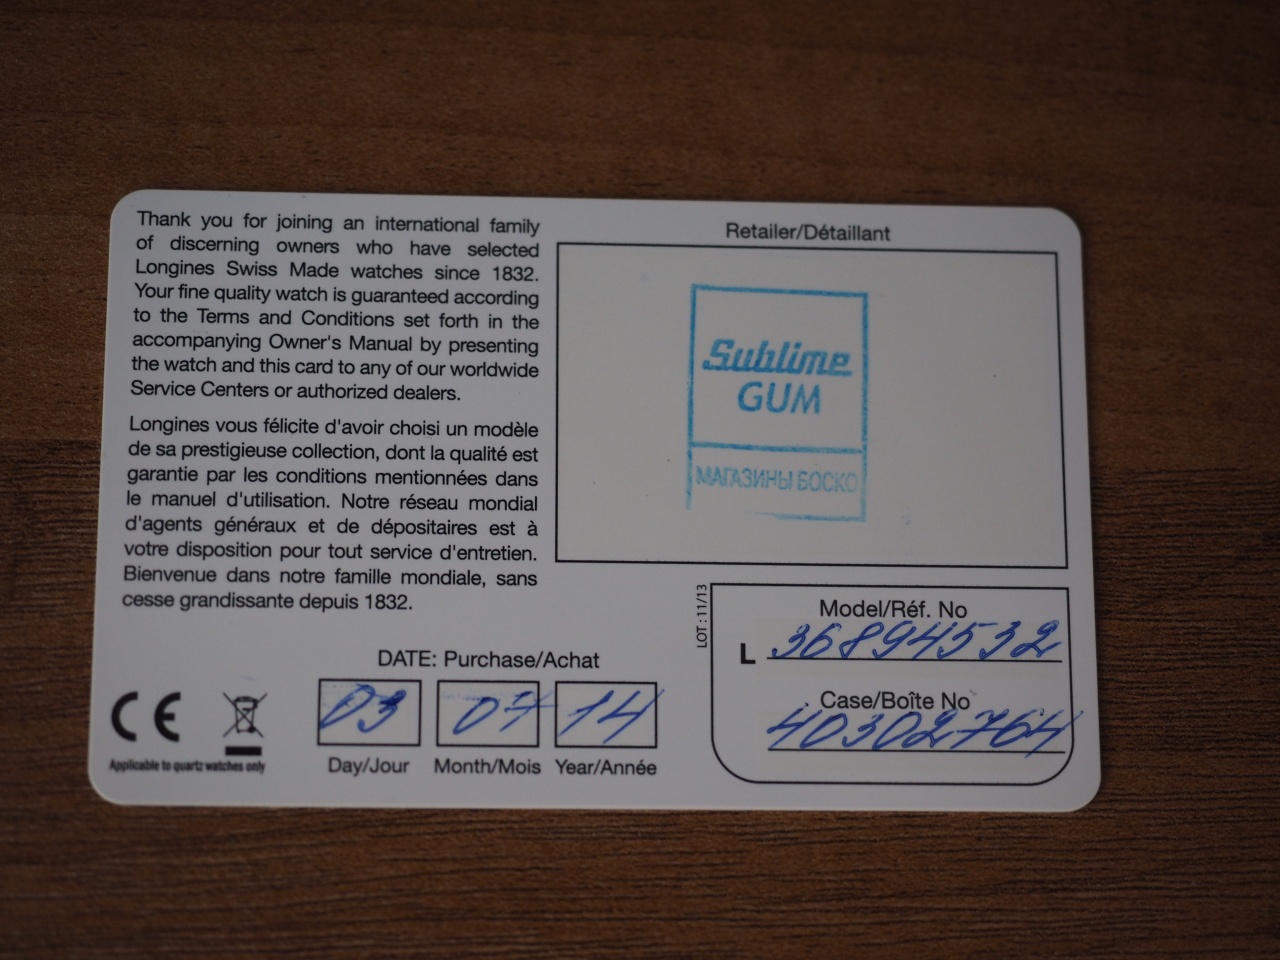 Thank you for joining an international family
of discerning owners who have selected
Longines Swiss Made watches since 1832.
Your fine quality watch is guaranteed according
to the Terms and Conditions set forth in the
accompanying Owner's Manual by presenting
the watch and this card to any of our worldwide
Service Centers or authorized dealers.
Longines vous félicite d'avoir choisi un modèle
de sa prestigieuse collection, dont la qualité est
garantie par les conditions mentionnées dans
le manuel d'utilisation. Notre réseau mondial
d'agents généraux et de dépositaires est à
votre disposition pour tout service d'entretien.
Bienvenue dans notre famille mondiale, sans
cesse grandissante depuis 1832.
DATE: Purchase/Achat
03 07 14
Day/Jour Month/Mois Year/Année
CE
Applicable to quartz watches only
Retailer/Détaillant
Sublime
GUM
МАГАЗИНЫ БОСКО
LOT : 11/13
Model/Réf. No
L 36894532
Case/Boîte No
40302764